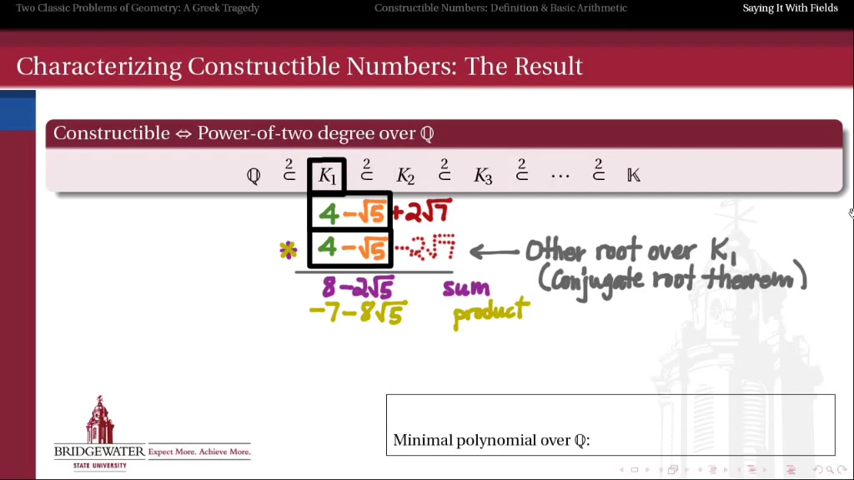 Two Classic Problems of Geometry: A Greek Tragedy Constructible Numbers: Definition & Basic Arithmetic Saying It With Fields
Characterizing Constructible Numbers: The Result
Constructible ⇔ Power-of-two degree over ℚ
ℚ ⊂² K₁ ⊂² K₂ ⊂² K₃ ⊂² ⋯ ⊂² 𝕂
4 -√5 +2√7
* 4 -√5 -2√7 ← Other root over K₁
(Conjugate root theorem)
8-2√5 sum
-7-8√5 product
Minimal polynomial over ℚ:
BRIDGEWATER Expect More. Achieve More.
STATE UNIVERSITY